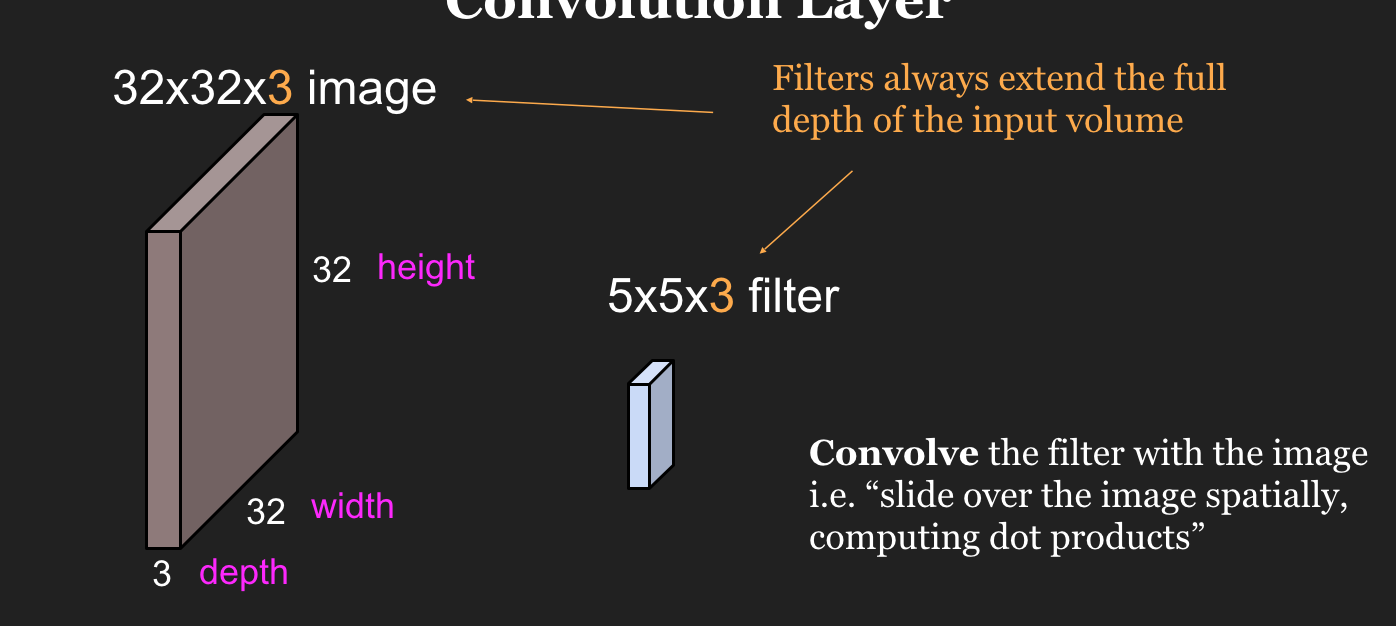 Convolution Layer
32x32x3 image
Filters always extend the full
depth of the input volume
32 height
5x5x3 filter
Convolve the filter with the image
i.e. “slide over the image spatially,
computing dot products”
32 width
3 depth